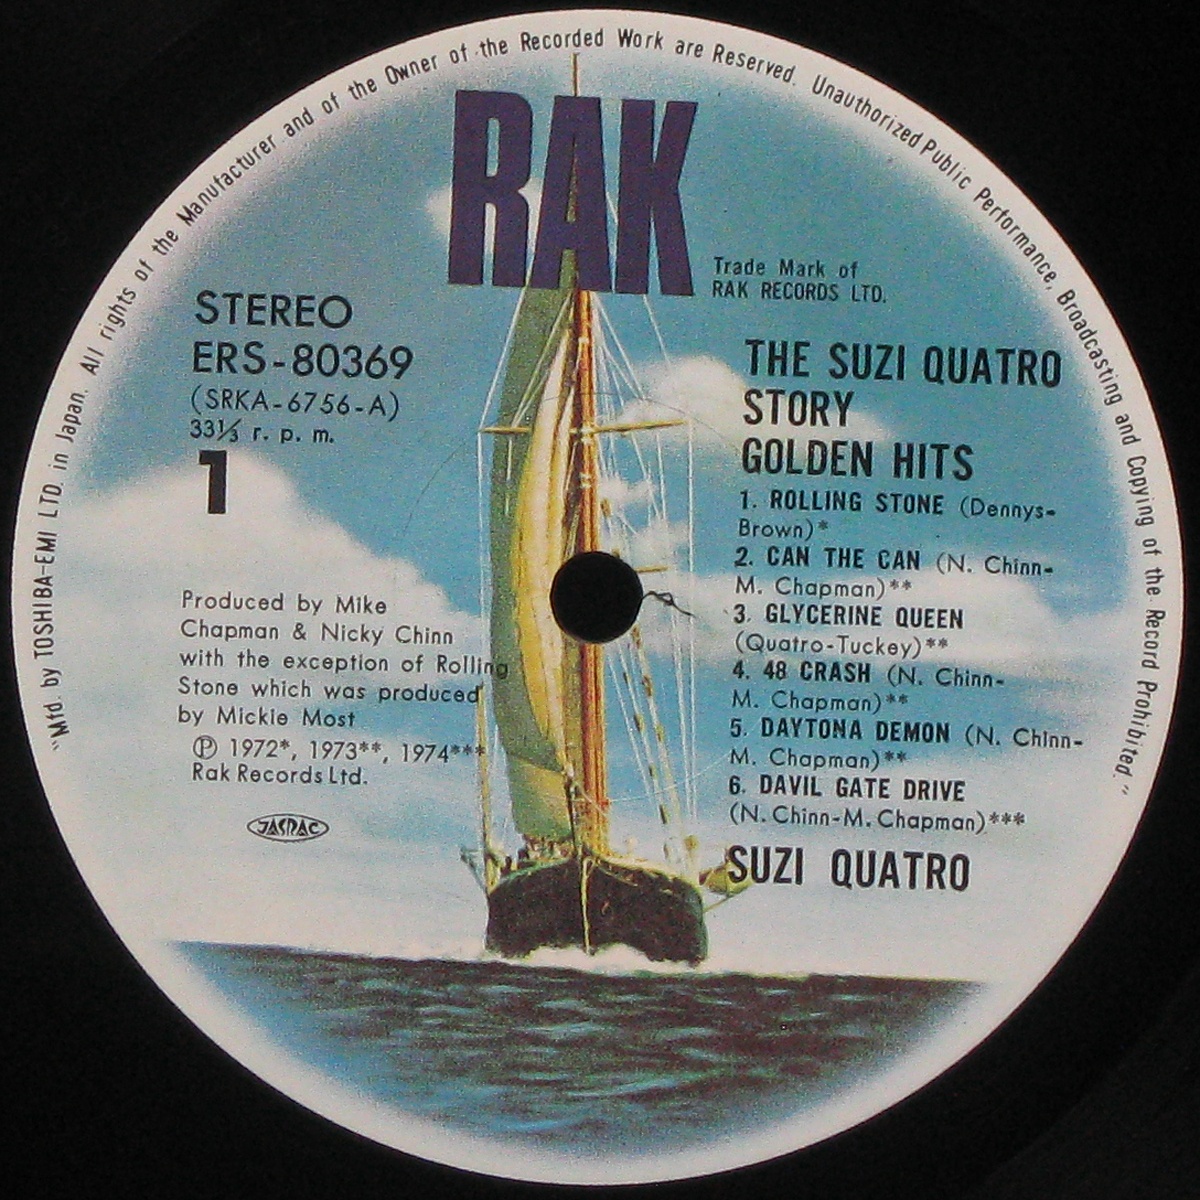 "Mfd. by TOSHIBA-EMI LTD. in Japan. All rights of the Manufacturer and of the Owner of the Recorded Work are Reserved. Unauthorized Public Performance, Broadcasting and Copying of the Record Prohibited."
RAK
Trade Mark of
RAK RECORDS LTD.
STEREO
ERS-80369
(SRKA-6756-A)
33⅓ r. p. m.
1
Produced by Mike
Chapman & Nicky Chinn
with the exception of Rolling
Stone which was produced
by Mickie Most
Ⓟ 1972*, 1973**, 1974***
Rak Records Ltd.
JASRAC
THE SUZI QUATRO
STORY
GOLDEN HITS
1. ROLLING STONE (Dennys-
Brown)*
2. CAN THE CAN (N. Chinn-
M. Chapman)**
3. GLYCERINE QUEEN
(Quatro-Tuckey)**
4. 48 CRASH (N. Chinn-
M. Chapman)**
5. DAYTONA DEMON (N. Chinn-
M. Chapman)**
6. DAVIL GATE DRIVE
(N. Chinn-M. Chapman)***
SUZI QUATRO